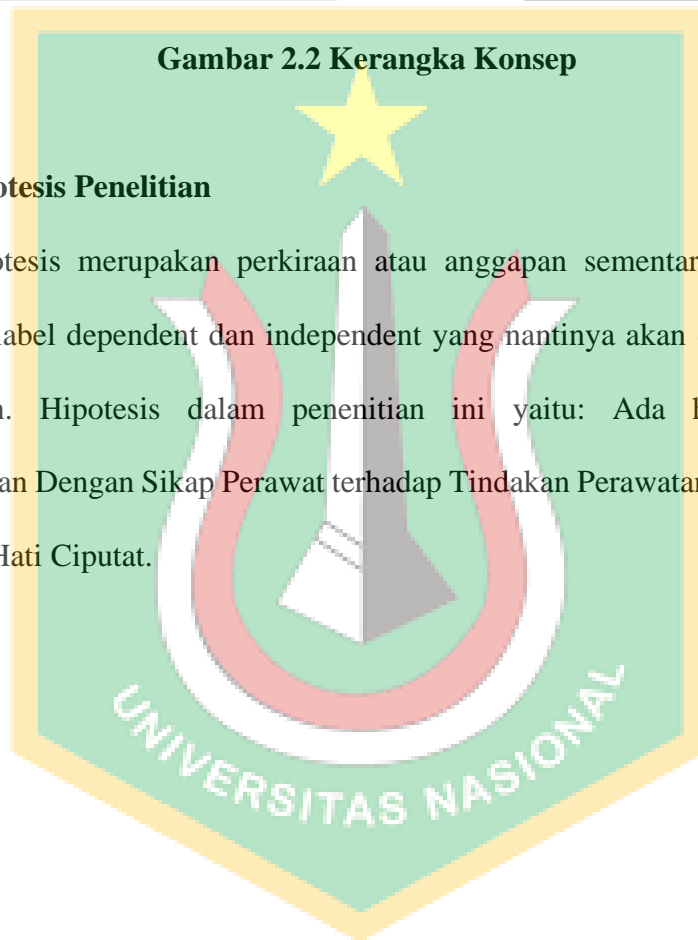 Gambar 2.2 Kerangka Konsep
otesis Penelitian
otesis merupakan perkiraan atau anggapan sementar
abel dependent dan independent yang nantinya akan
n. Hipotesis dalam penenitian ini yaitu: Ada h
an Dengan Sikap Perawat terhadap Tindakan Perawatan
Hati Ciputat.
UNIVERSITAS NASIONAL